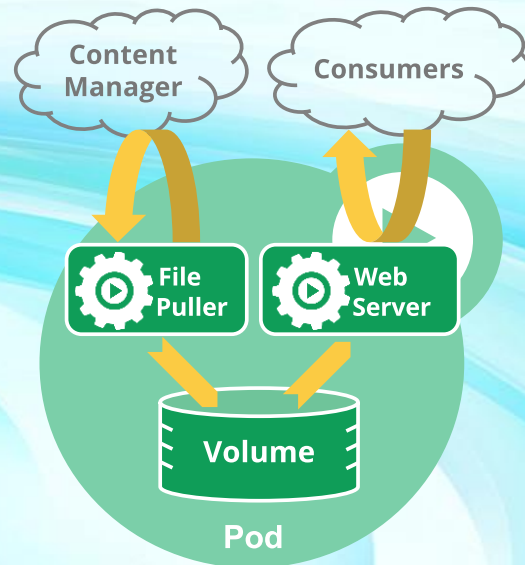 Content
Manager
Consumers
File
Puller
Web
Server
Volume
Pod